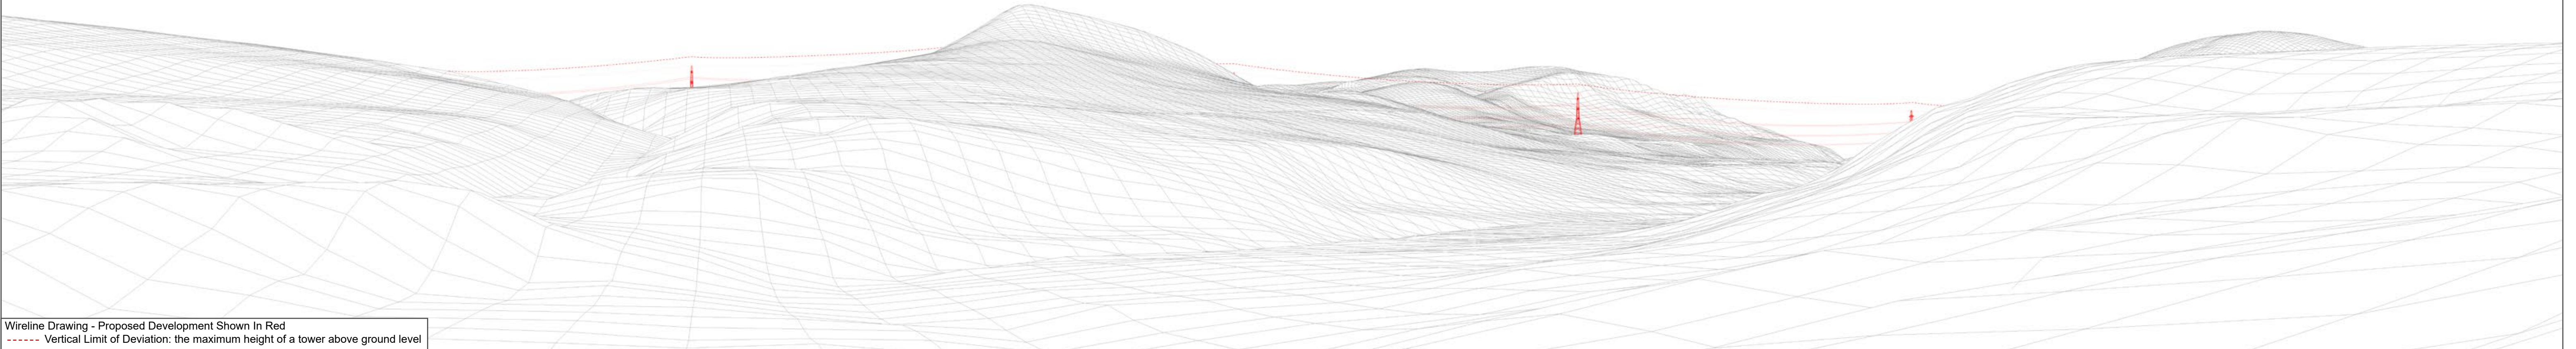 Wireline Drawing - Proposed Development Shown In Red
Vertical Limit of Deviation: the maximum height of a tower above ground level